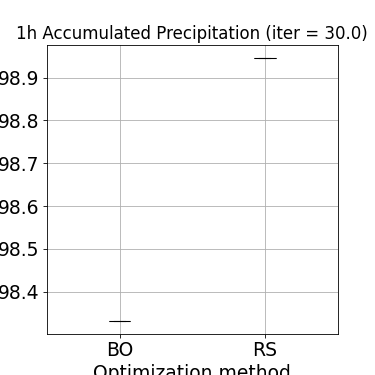 1h Accumulated Precipitation (iter = 30.0)
98.9
98.8
98.7
98.6
98.5
98.4
BO RS
Optimization method